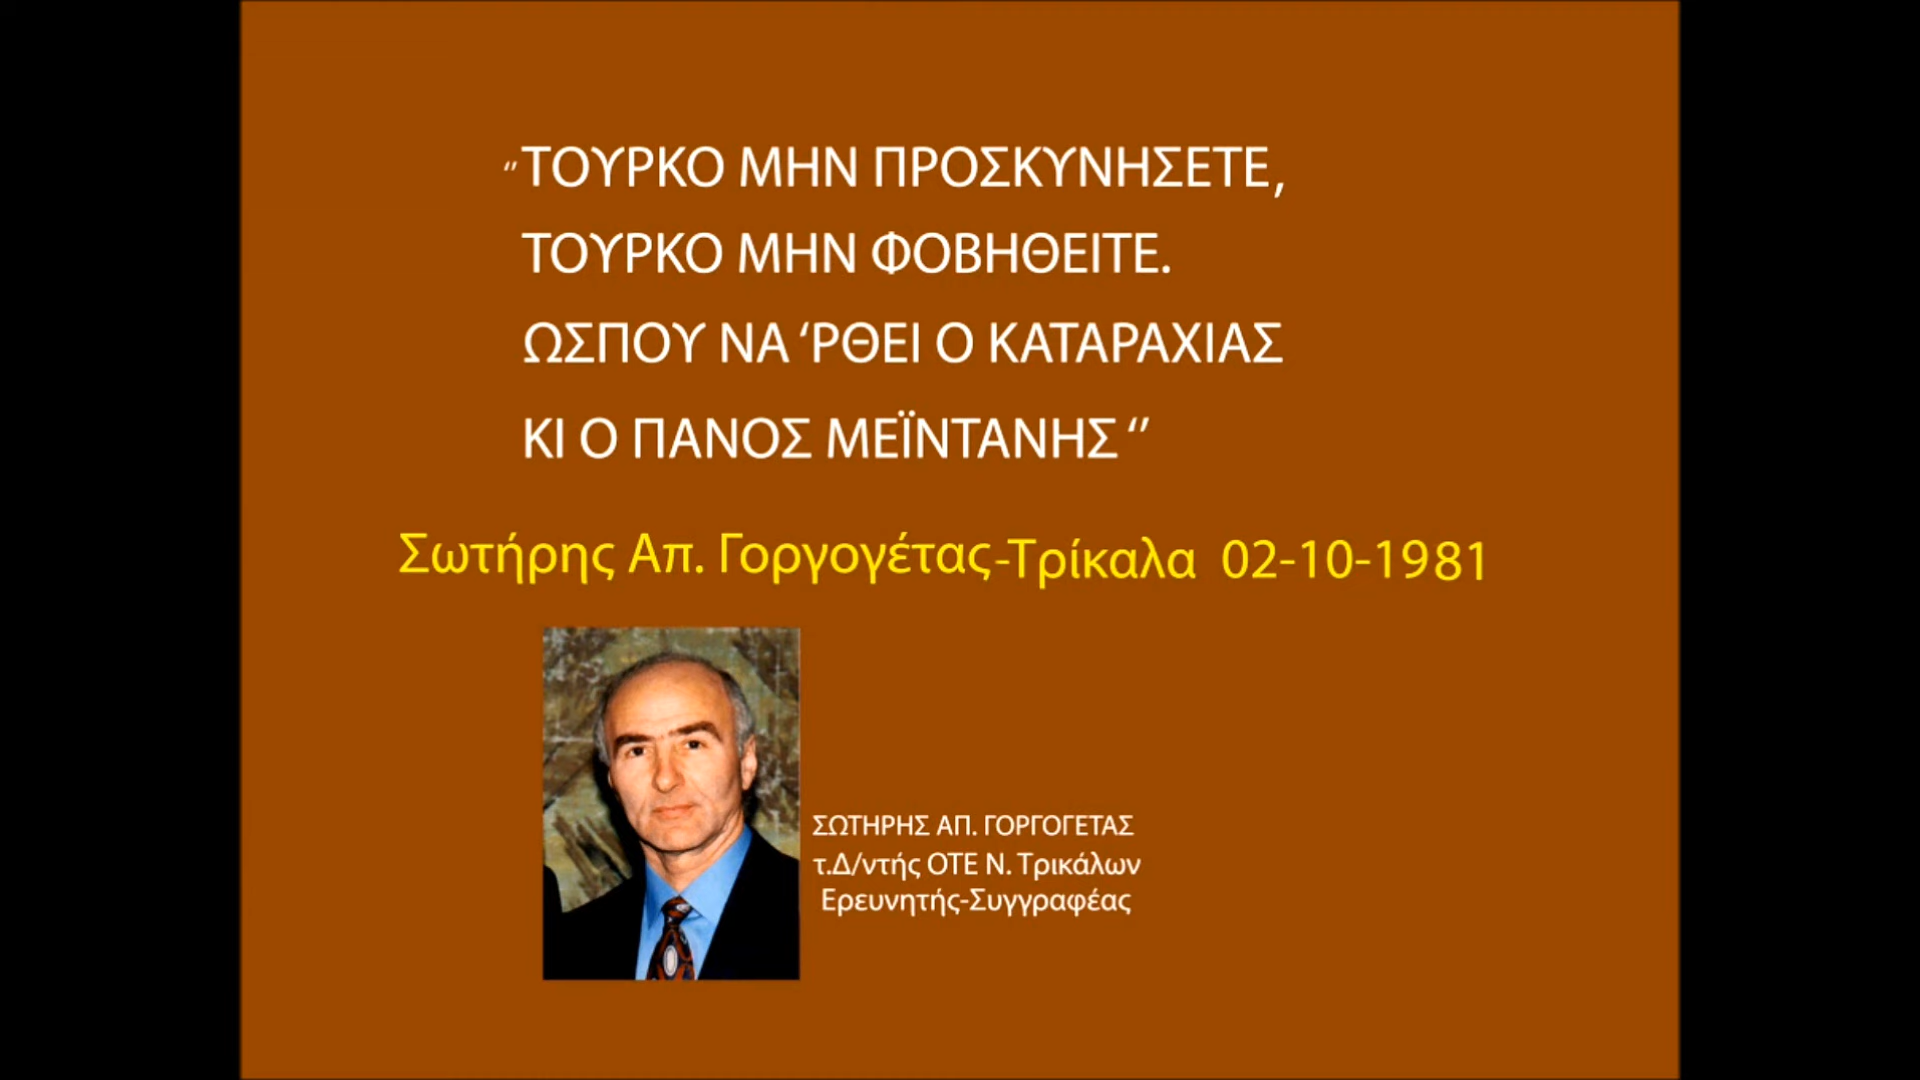 ‘‘ΤΟΥΡΚΟ ΜΗΝ ΠΡΟΣΚΥΝΗΣΕΤΕ,
ΤΟΥΡΚΟ ΜΗΝ ΦΟΒΗΘΕΙΤΕ.
ΩΣΠΟΥ ΝΑ ‘ΡΘΕΙ Ο ΚΑΤΑΡΑΧΙΑΣ
ΚΙ Ο ΠΑΝΟΣ ΜΕΪΝΤΑΝΗΣ ‘’
Σωτήρης Απ. Γοργογέτας-Τρίκαλα 02-10-1981
ΣΩΤΗΡΗΣ ΑΠ. ΓΟΡΓΟΓΕΤΑΣ
τ.Δ/ντής ΟΤΕ Ν. Τρικάλων
Ερευνητής-Συγγραφέας